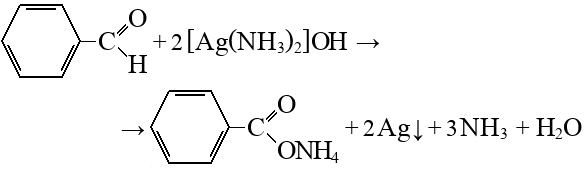 C O H + 2 [Ag(NH₃)₂]OH →
→ C O ONH₄ + 2Ag↓ + 3NH₃ + H₂O